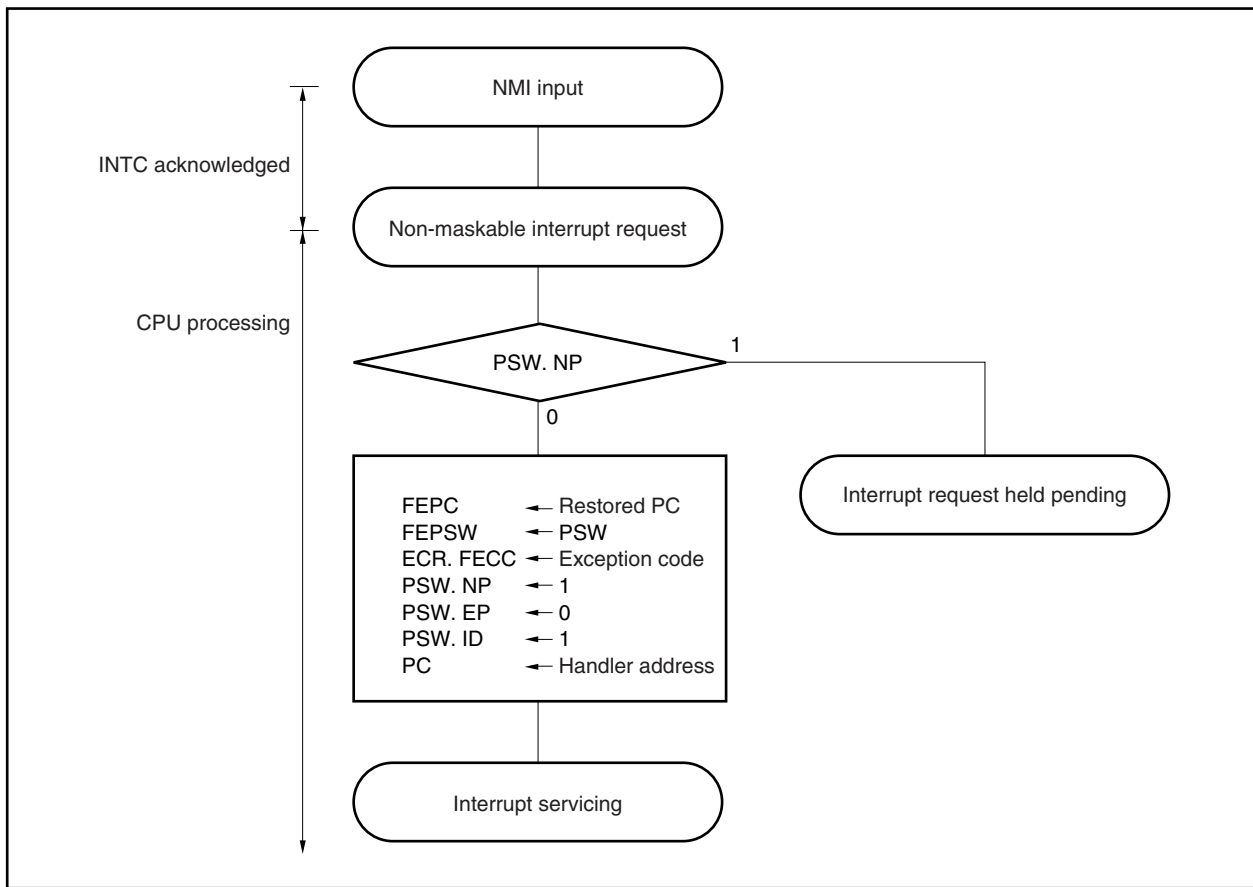 NMI input
INTC acknowledged
Non-maskable interrupt request
CPU processing
PSW. NP
1
0
FEPC ← Restored PC
FEPSW ← PSW
ECR. FECC ← Exception code
PSW. NP ← 1
PSW. EP ← 0
PSW. ID ← 1
PC ← Handler address
Interrupt request held pending
Interrupt servicing